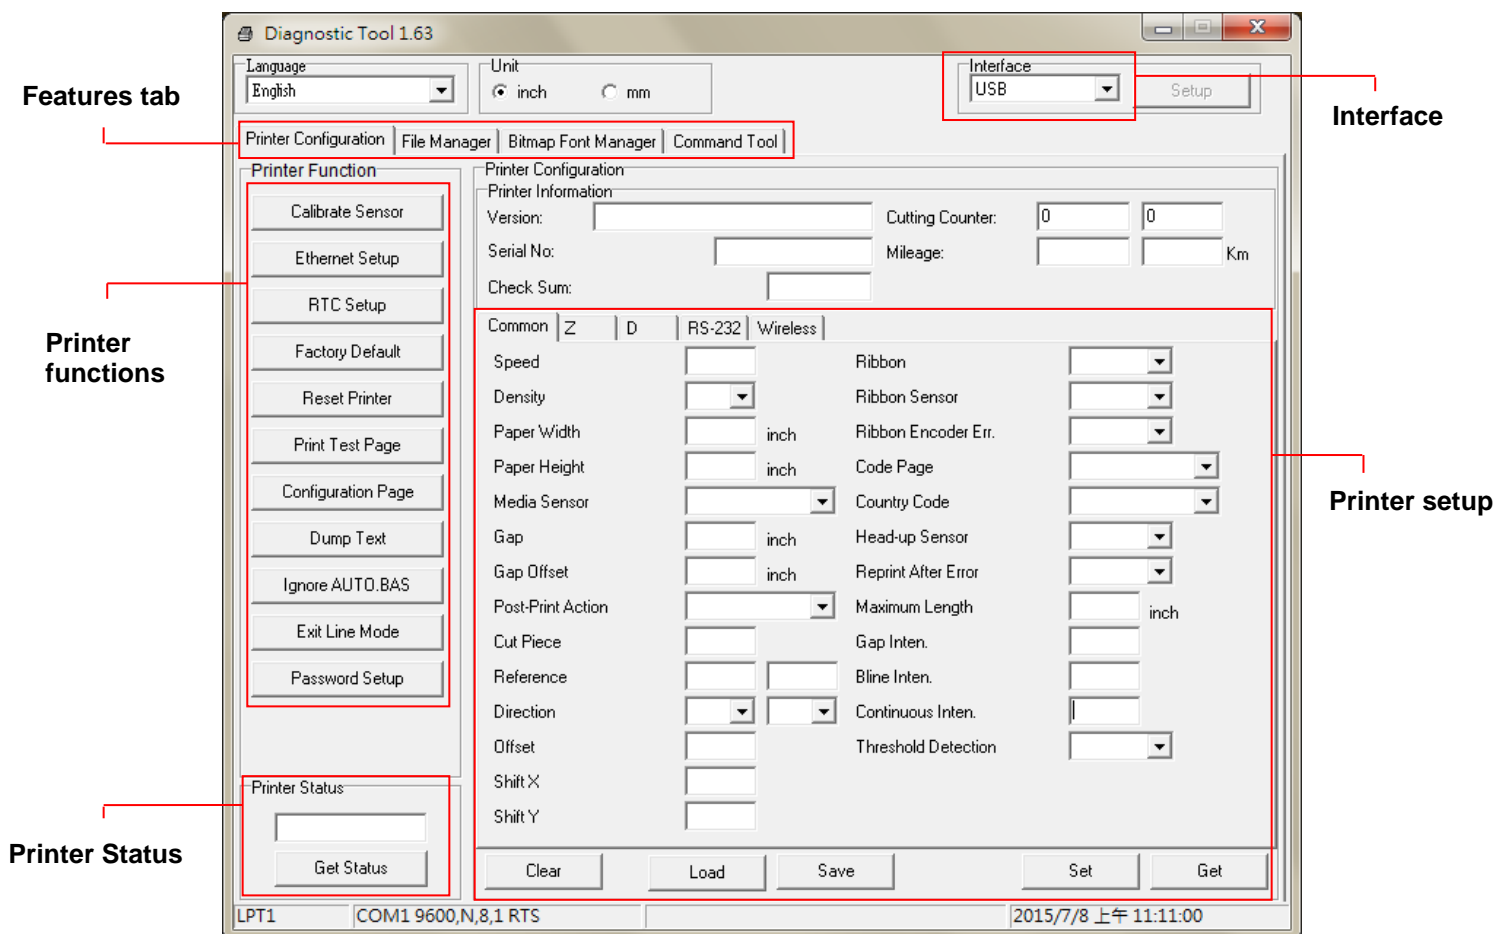 Diagnostic Tool 1.63
Language
English
Unit
inch
mm
Interface
USB
Setup
Features tab
Interface
Printer Configuration
File Manager
Bitmap Font Manager
Command Tool
Printer Function
Calibrate Sensor
Ethernet Setup
RTC Setup
Factory Default
Reset Printer
Print Test Page
Configuration Page
Dump Text
Ignore AUTO.BAS
Exit Line Mode
Password Setup
Printer functions
Printer Configuration
Printer Information
Version:
Cutting Counter: 0 0
Serial No:
Mileage: Km
Check Sum:
Common
Z
D
RS-232
Wireless
Speed
Density
Paper Width inch
Paper Height inch
Media Sensor
Gap inch
Gap Offset inch
Post-Print Action
Cut Piece
Reference
Direction
Offset
Shift X
Shift Y
Ribbon
Ribbon Sensor
Ribbon Encoder Err.
Code Page
Country Code
Head-up Sensor
Reprint After Error
Maximum Length inch
Gap Inten.
Bline Inten.
Continuous Inten.
Threshold Detection
Printer setup
Printer Status
Get Status
Printer Status
Clear
Load
Save
Set
Get
LPT1
COM1 9600,N,8,1 RTS
2015/7/8 上午 11:11:00